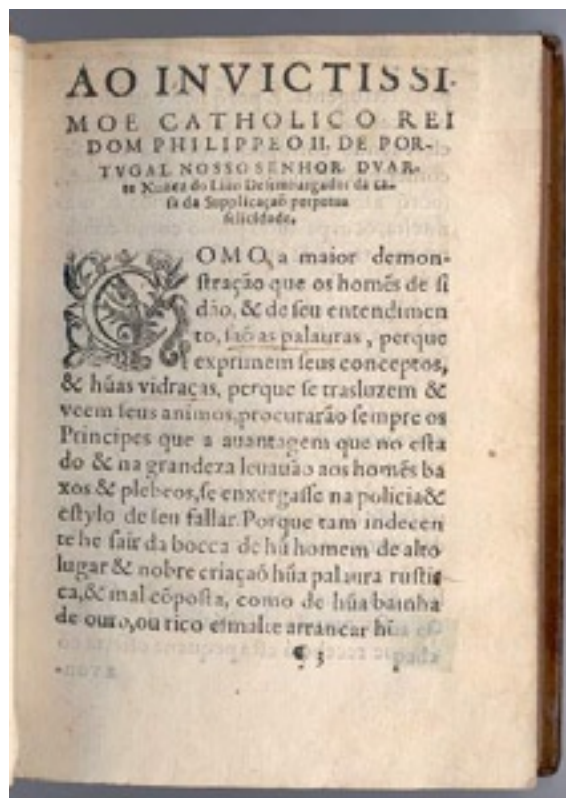 AO INVICTISSI-
MO E CATHOLICO REI
DOM PHILIPPE O II. DE POR-
TVGAL NOSSO SENHOR. DVAR-
te Nunez do Liaõ Desembargador da ca-
sa da Supplicaçaõ perpetua
felicidade.
COMO a maior demon-
ſtração que os homẽs de ſi
dão, & de ſeu entendimen
to, ſaõ as palauras, perque
exprimem ſeus conceptos,
& hũas vidraças, perque ſe trasluzem &
veem ſeus animos, procurarão ſempre os
Principes que a auantagem que no eſta
do & na grandeza leuauão aos homẽs ba
xos & plebeos, ſe enxergaſſe na policia &
eſtylo de ſeu fallar. Porque tam indecen
te he ſair da bocca de hũ homem de alto
lugar & nobre criaçaõ hũa palaura ruſti
ca, & mal cõpoſta, como de hũa bainha
de ouro, ou rico eſmalte arrancar hũ
¶ 3